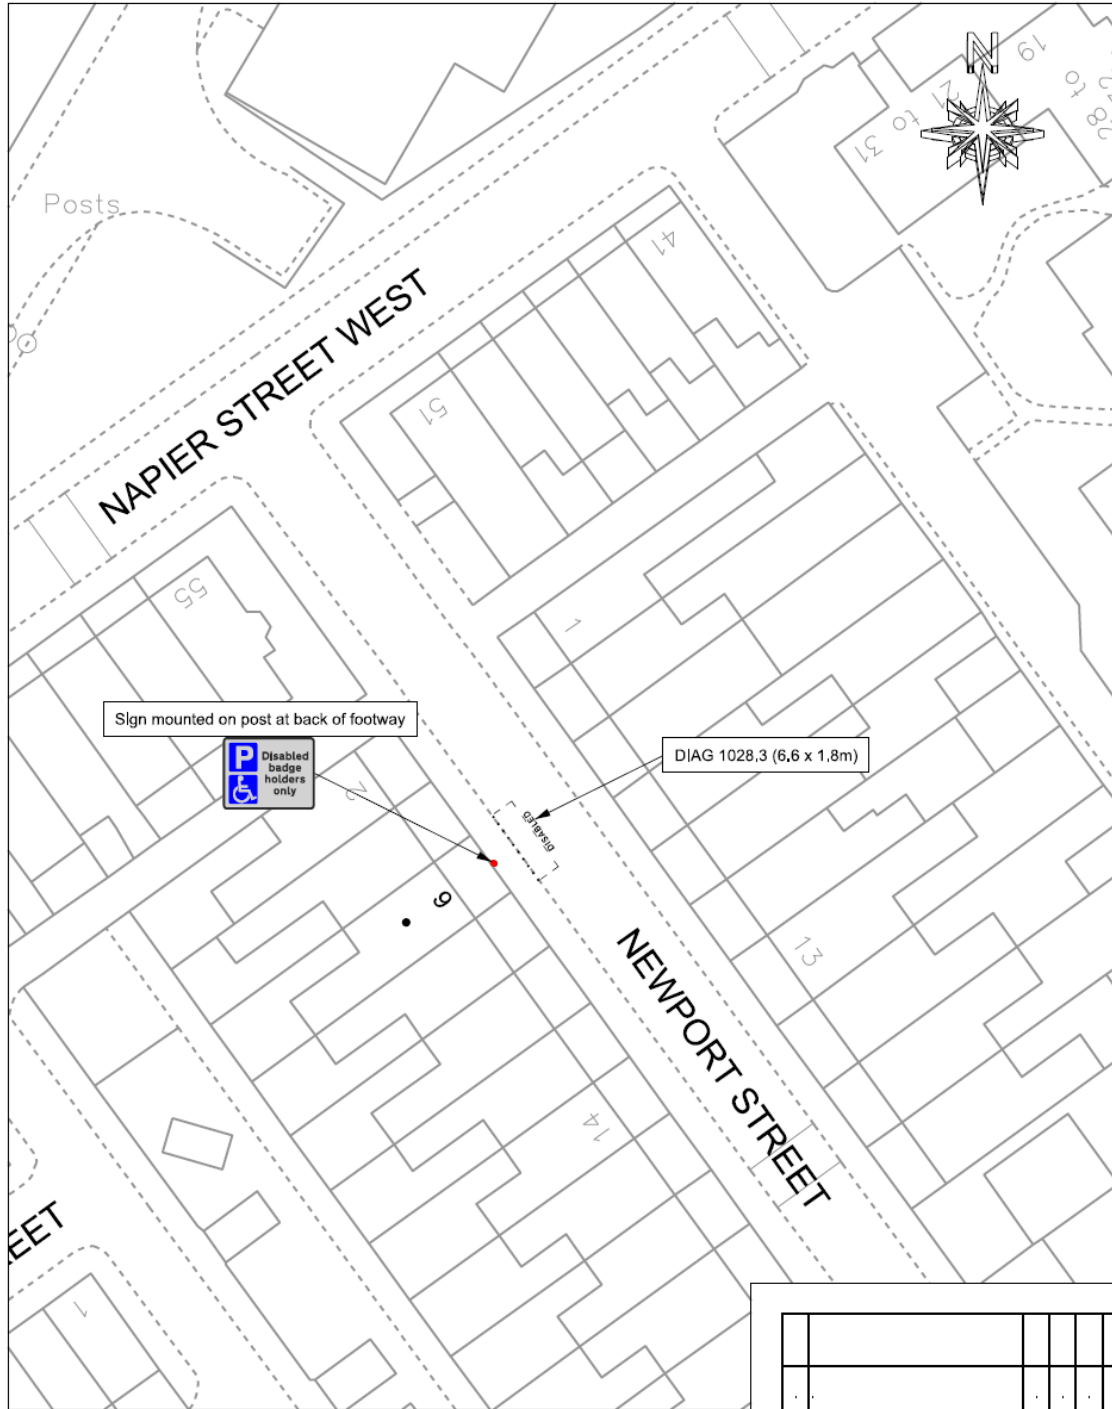 N
19
21 to 31
Posts
41
NAPIER STREET WEST
51
55
1
Sign mounted on post at back of footway
P Disabled
badge
holders
only
DIAG 1028.3 (6.6 x 1.8m)
2
DISABLED
6
13
NEWPORT STREET
14
EET
1